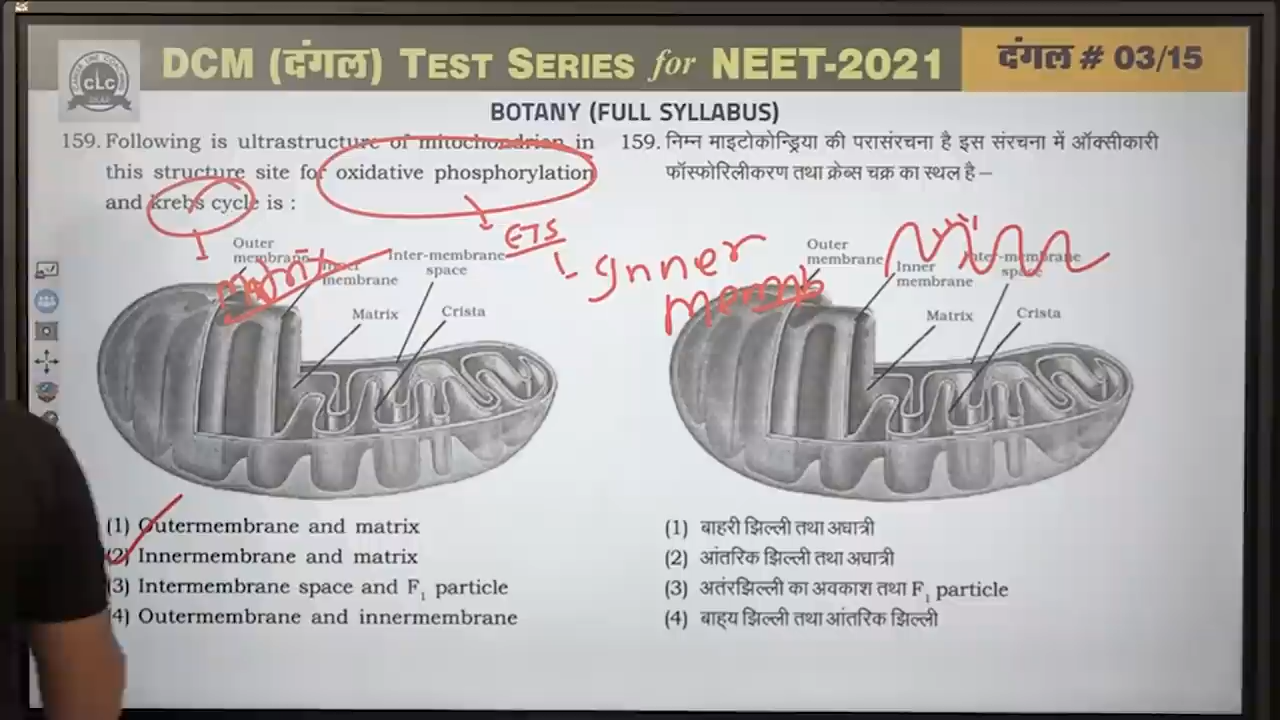 DCM (दंगल) TEST SERIES for NEET-2021
दंगल # 03/15
CLC
BOTANY (FULL SYLLABUS)
159. Following is ultrastructure of mitochondrian in
this structure site for oxidative phosphorylation
and krebs cycle is :
ETS
Inner
memb
Matrix
Outer
membrane
Inner
membrane
Inter-membrane
space
Matrix
Crista
(1) Outermembrane and matrix
(2) Innermembrane and matrix
(3) Intermembrane space and F₁ particle
(4) Outermembrane and innermembrane
159. निम्न माइटोकोन्ड्रिया की परासंरचना है इस संरचना में ऑक्सीकारी
फॉस्फोरिलीकरण तथा क्रेब्स चक्र का स्थल है –
Outer
membrane
Inner
membrane
Inter-membrane
space
Matrix
Crista
(1) बाहरी झिल्ली तथा अधात्री
(2) आंतरिक झिल्ली तथा अधात्री
(3) अतंरझिल्ली का अवकाश तथा F₁ particle
(4) बाह्य झिल्ली तथा आंतरिक झिल्ली